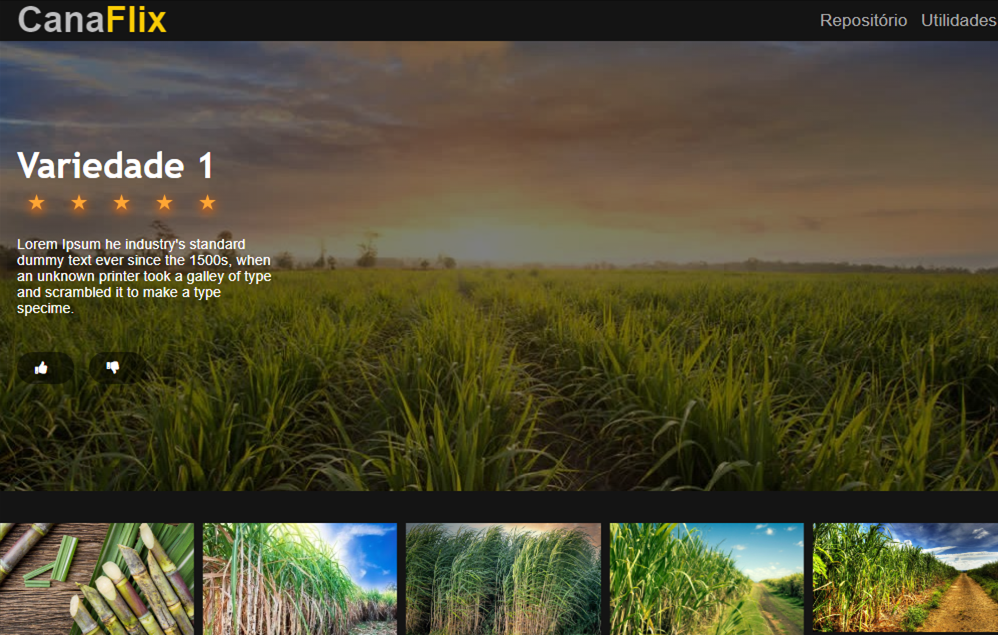 CanaFlix
Repositório Utilidades
Variedade 1
Lorem Ipsum he industry's standard
dummy text ever since the 1500s, when
an unknown printer took a galley of type
and scrambled it to make a type
specime.